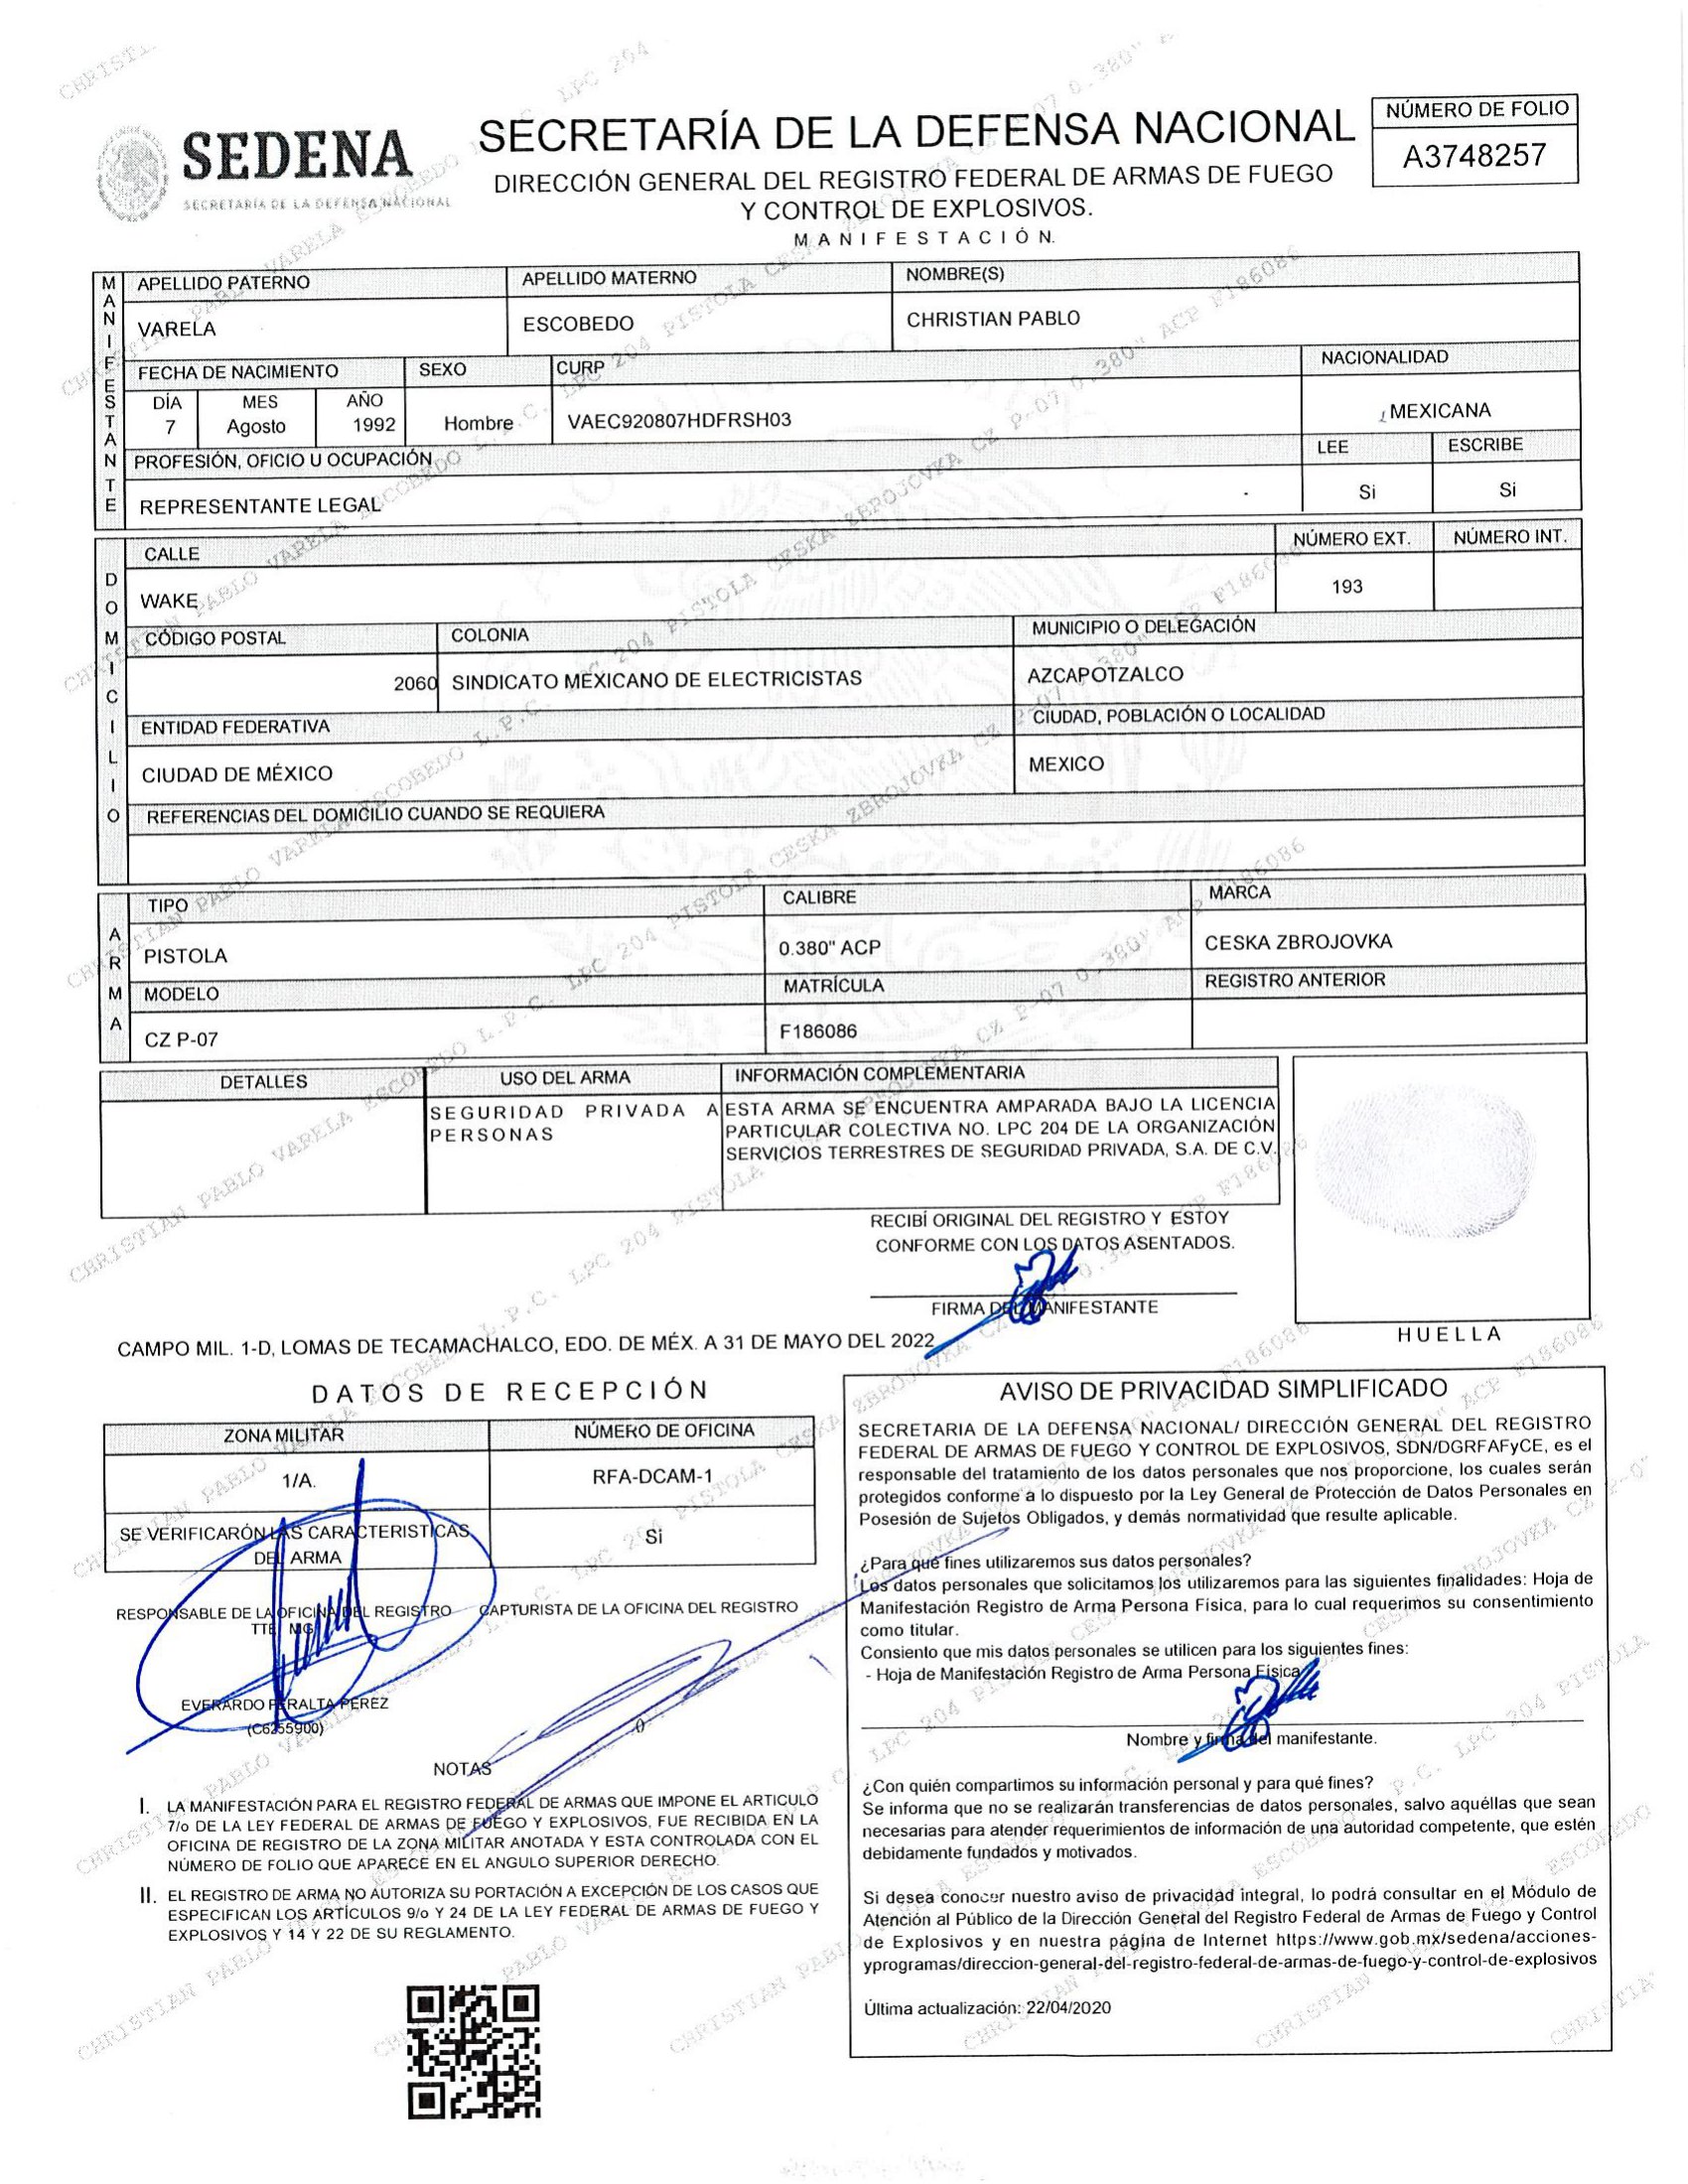 SEDENA
SECRETARÍA DE LA DEFENSA NACIONAL
SECRETARÍA DE LA DEFENSA NACIONAL
DIRECCIÓN GENERAL DEL REGISTRO FEDERAL DE ARMAS DE FUEGO
Y CONTROL DE EXPLOSIVOS.
MANIFESTACIÓN.
NÚMERO DE FOLIO
A3748257
MANIFESTANTE
APELLIDO PATERNO APELLIDO MATERNO NOMBRE(S)
VARELA ESCOBEDO CHRISTIAN PABLO
FECHA DE NACIMIENTO SEXO CURP NACIONALIDAD
DÍA MES AÑO
7 Agosto 1992 Hombre VAEC920807HDFRSH03 MEXICANA
PROFESIÓN, OFICIO U OCUPACIÓN LEE ESCRIBE
REPRESENTANTE LEGAL Si Si
DOMICILIO
CALLE NÚMERO EXT. NÚMERO INT.
WAKE 193
CÓDIGO POSTAL COLONIA MUNICIPIO O DELEGACIÓN
2060 SINDICATO MEXICANO DE ELECTRICISTAS AZCAPOTZALCO
ENTIDAD FEDERATIVA CIUDAD, POBLACIÓN O LOCALIDAD
CIUDAD DE MÉXICO MEXICO
REFERENCIAS DEL DOMICILIO CUANDO SE REQUIERA
ARMA
TIPO CALIBRE MARCA
PISTOLA 0.380" ACP CESKA ZBROJOVKA
MODELO MATRÍCULA REGISTRO ANTERIOR
CZ P-07 F186086
DETALLES USO DEL ARMA INFORMACIÓN COMPLEMENTARIA
SEGURIDAD PRIVADA A
PERSONAS
ESTA ARMA SE ENCUENTRA AMPARADA BAJO LA LICENCIA
PARTICULAR COLECTIVA NO. LPC 204 DE LA ORGANIZACIÓN
SERVICIOS TERRESTRES DE SEGURIDAD PRIVADA, S.A. DE C.V.
RECIBÍ ORIGINAL DEL REGISTRO Y ESTOY
CONFORME CON LOS DATOS ASENTADOS.
FIRMA DEL MANIFESTANTE
HUELLA
CAMPO MIL. 1-D, LOMAS DE TECAMACHALCO, EDO. DE MÉX. A 31 DE MAYO DEL 2022
DATOS DE RECEPCIÓN
ZONA MILITAR NÚMERO DE OFICINA
1/A. RFA-DCAM-1
SE VERIFICARÓN LAS CARACTERISTICAS
DEL ARMA
Si
RESPONSABLE DE LA OFICINA DEL REGISTRO CAPTURISTA DE LA OFICINA DEL REGISTRO
TTE. MG.
EVERARDO PERALTA PEREZ
(C6255900)
0
NOTAS
I. LA MANIFESTACIÓN PARA EL REGISTRO FEDERAL DE ARMAS QUE IMPONE EL ARTICULO
7/o DE LA LEY FEDERAL DE ARMAS DE FUEGO Y EXPLOSIVOS, FUE RECIBIDA EN LA
OFICINA DE REGISTRO DE LA ZONA MILITAR ANOTADA Y ESTA CONTROLADA CON EL
NÚMERO DE FOLIO QUE APARECE EN EL ANGULO SUPERIOR DERECHO.
II. EL REGISTRO DE ARMA NO AUTORIZA SU PORTACIÓN A EXCEPCIÓN DE LOS CASOS QUE
ESPECIFICAN LOS ARTÍCULOS 9/o Y 24 DE LA LEY FEDERAL DE ARMAS DE FUEGO Y
EXPLOSIVOS Y 14 Y 22 DE SU REGLAMENTO.
AVISO DE PRIVACIDAD SIMPLIFICADO
SECRETARIA DE LA DEFENSA NACIONAL/ DIRECCIÓN GENERAL DEL REGISTRO
FEDERAL DE ARMAS DE FUEGO Y CONTROL DE EXPLOSIVOS, SDN/DGRFAFyCE, es el
responsable del tratamiento de los datos personales que nos proporcione, los cuales serán
protegidos conforme a lo dispuesto por la Ley General de Protección de Datos Personales en
Posesión de Sujetos Obligados, y demás normatividad que resulte aplicable.
¿Para qué fines utilizaremos sus datos personales?
Los datos personales que solicitamos los utilizaremos para las siguientes finalidades: Hoja de
Manifestación Registro de Arma Persona Física, para lo cual requerimos su consentimiento
como titular.
Consiento que mis datos personales se utilicen para los siguientes fines:
- Hoja de Manifestación Registro de Arma Persona Física
Nombre y firma del manifestante.
¿Con quién compartimos su información personal y para qué fines?
Se informa que no se realizarán transferencias de datos personales, salvo aquéllas que sean
necesarias para atender requerimientos de información de una autoridad competente, que estén
debidamente fundados y motivados.
Si desea conocer nuestro aviso de privacidad integral, lo podrá consultar en el Módulo de
Atención al Público de la Dirección General del Registro Federal de Armas de Fuego y Control
de Explosivos y en nuestra página de Internet https://www.gob.mx/sedena/acciones-
yprogramas/direccion-general-del-registro-federal-de-armas-de-fuego-y-control-de-explosivos
Última actualización: 22/04/2020
CHRISTIAN PABLO VARELA ESCOBEDO L.P.C. LPC 204 PISTOLA CESKA ZBROJOVKA CZ P-07 0.380" ACP F186086